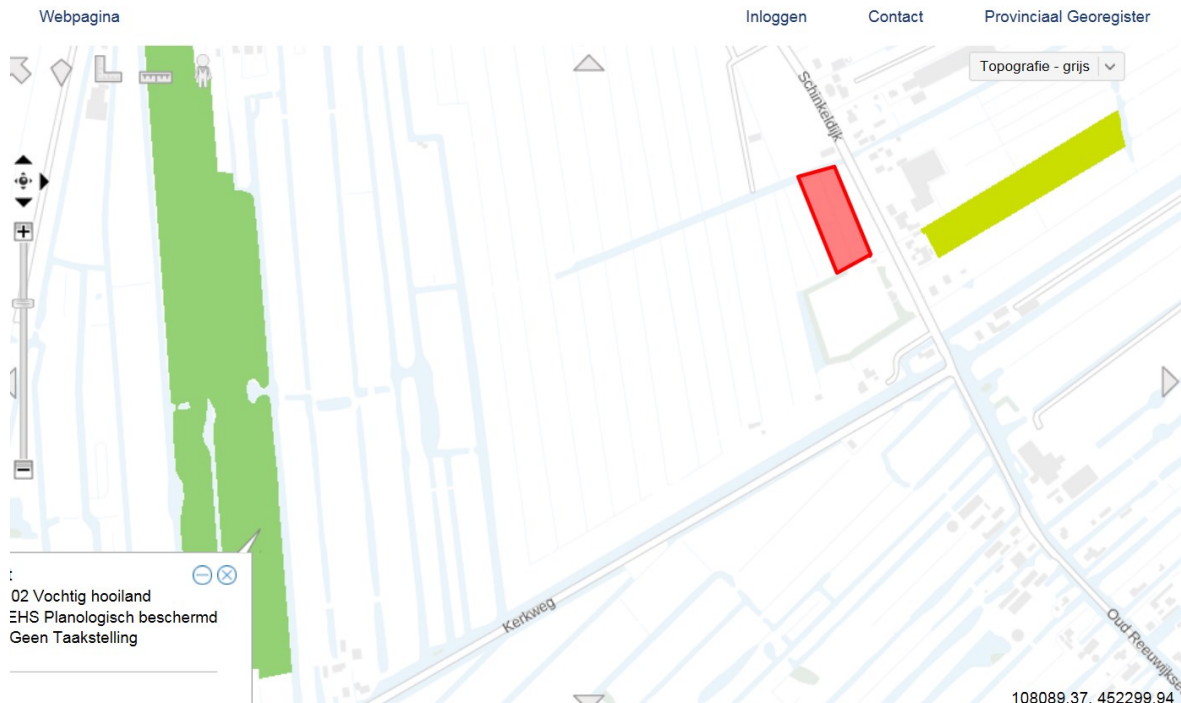 Webpagina Inloggen Contact Provinciaal Georegister
Topografie - grijs
Schinkeldijk
02 Vochtig hooiland
EHS Planologisch beschermd
Geen Taakstelling
Kerkweg
Oud Reeuwijkse
108089.37, 452299.94